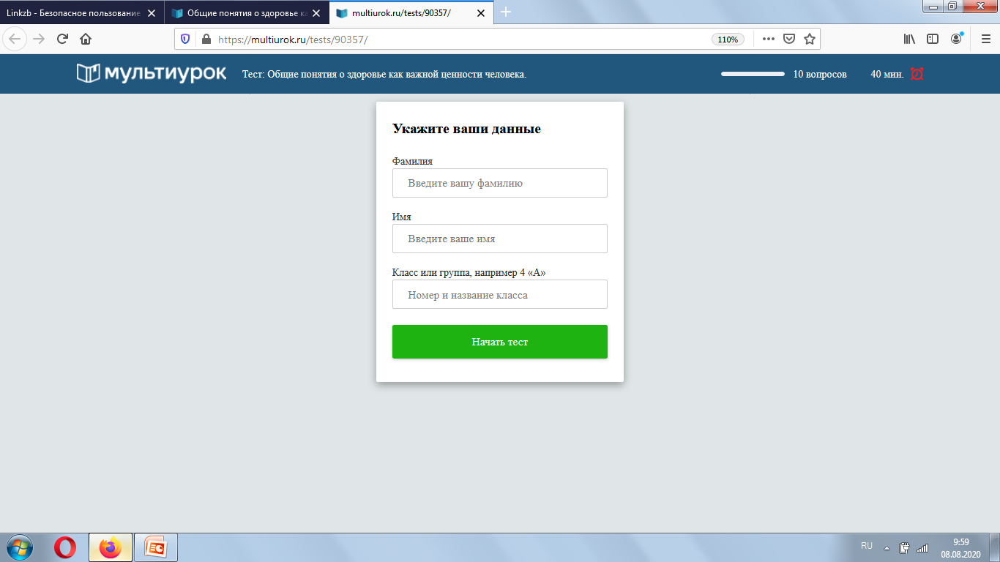 Linkzb - Безопасное пользование
Общие понятия о здоровье ка
multiurok.ru/tests/90357/
https://multiurok.ru/tests/90357/
110%
мультиурок
Тест: Общие понятия о здоровье как важной ценности человека.
10 вопросов
40 мин.
Укажите ваши данные
Фамилия
Введите вашу фамилию
Имя
Введите ваше имя
Класс или группа, например 4 «А»
Номер и название класса
Начать тест
RU
9:59
08.08.2020